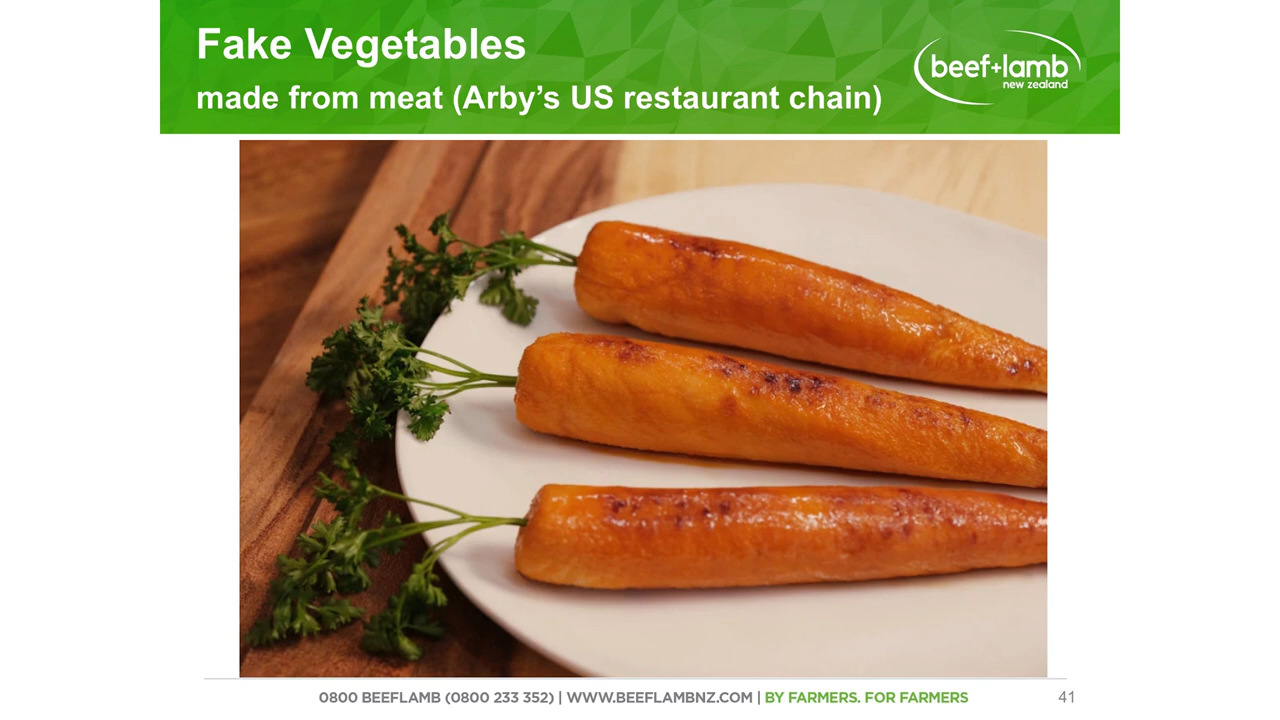 Fake Vegetables
made from meat (Arby's US restaurant chain)
beef+lamb
new zealand
0800 BEEFLAMB (0800 233 352) | WWW.BEEFLAMBNZ.COM | BY FARMERS. FOR FARMERS
41